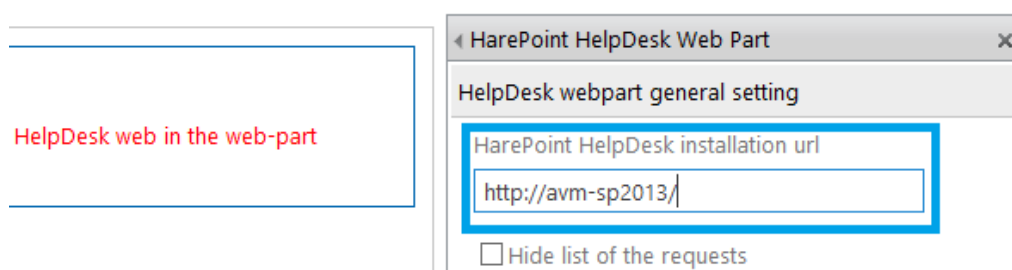 HelpDesk web in the web-part
HarePoint HelpDesk Web Part
HelpDesk webpart general setting
HarePoint HelpDesk installation url
http://avm-sp2013/
Hide list of the requests